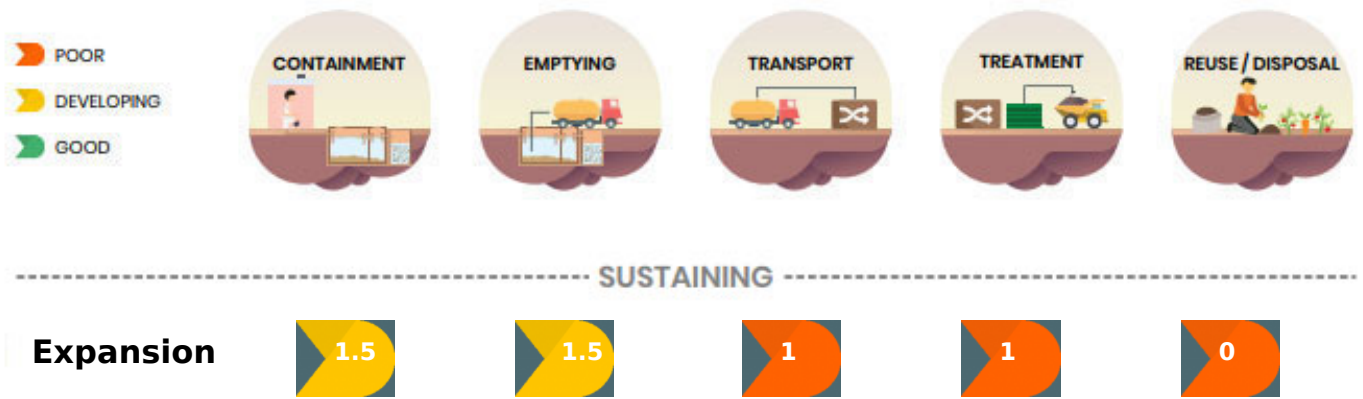 POOR
DEVELOPING
GOOD
CONTAINMENT
EMPTYING
TRANSPORT
TREATMENT
REUSE / DISPOSAL
SUSTAINING
Expansion 1.5 1.5 1 1 0